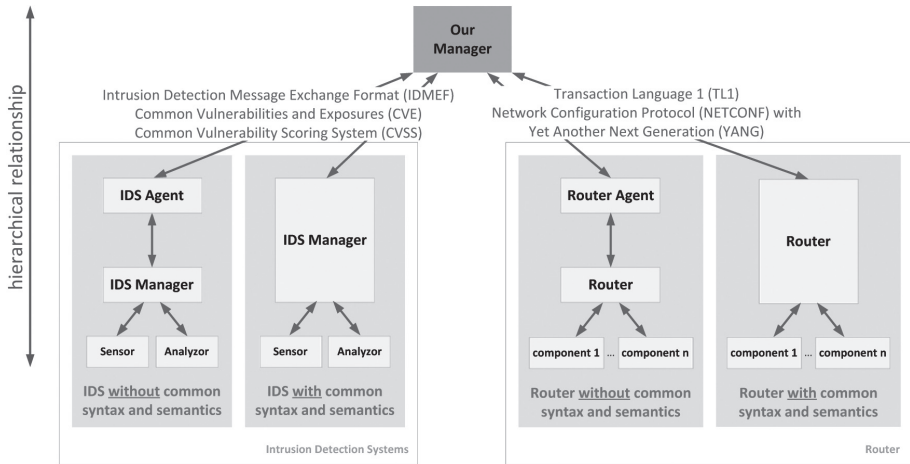 hierarchical relationship
Our
Manager
Intrusion Detection Message Exchange Format (IDMEF)
Common Vulnerabilities and Exposures (CVE)
Common Vulnerability Scoring System (CVSS)
Transaction Language 1 (TL1)
Network Configuration Protocol (NETCONF) with
Yet Another Next Generation (YANG)
IDS Agent
IDS Manager
Sensor
Analyzor
IDS without common
syntax and semantics
IDS Manager
Sensor
Analyzor
IDS with common
syntax and semantics
Intrusion Detection Systems
Router Agent
Router
component 1 ... component n
Router without common
syntax and semantics
Router
component 1 ... component n
Router with common
syntax and semantics
Router